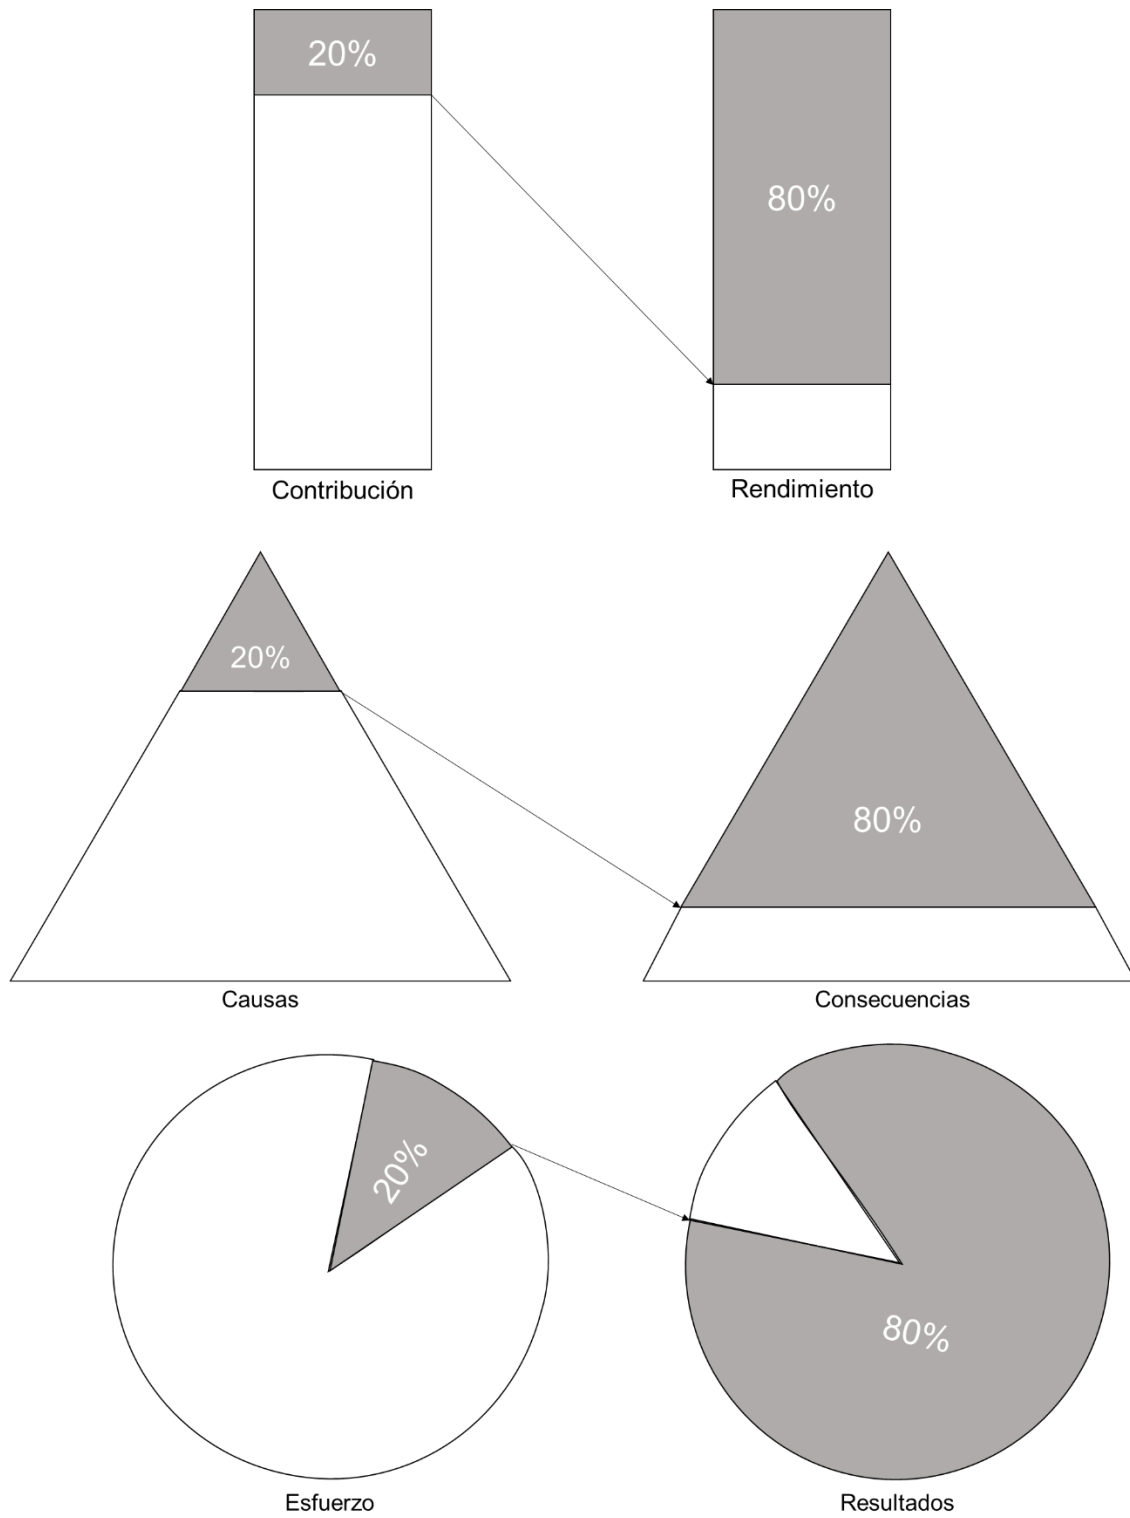 20%
80%
Contribución
Rendimiento
20%
80%
Causas
Consecuencias
20%
80%
Esfuerzo
Resultados